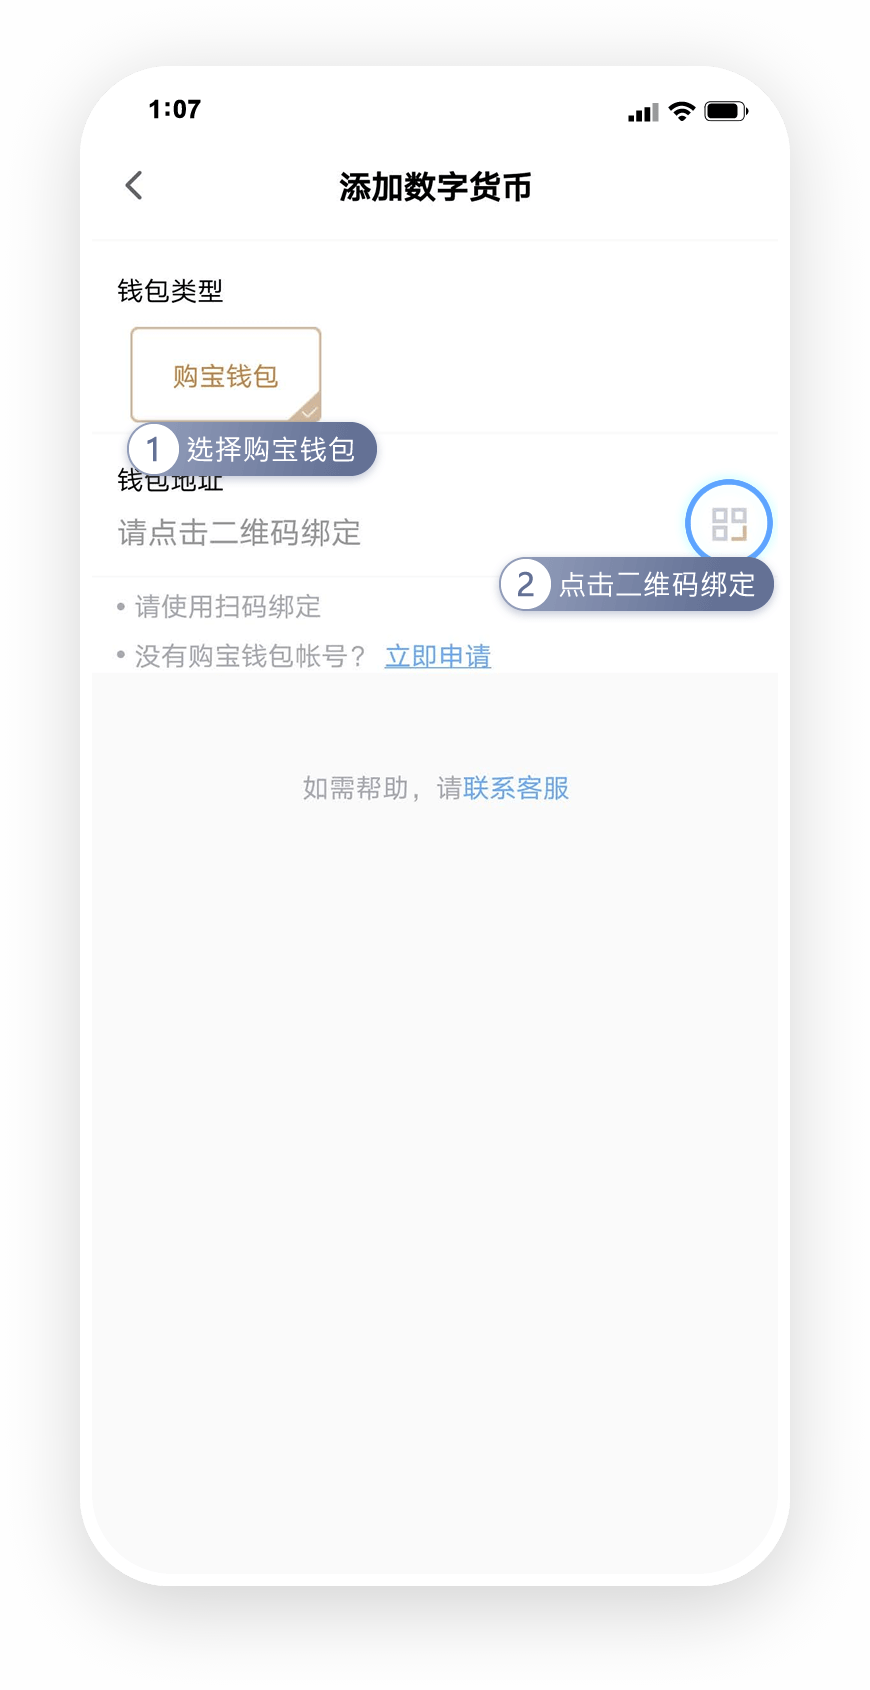 1:07
添加数字货币
钱包类型
购宝钱包
1 选择购宝钱包
钱包地址
请点击二维码绑定
2 点击二维码绑定
• 请使用扫码绑定
• 没有购宝钱包帐号？ 立即申请
如需帮助，请联系客服